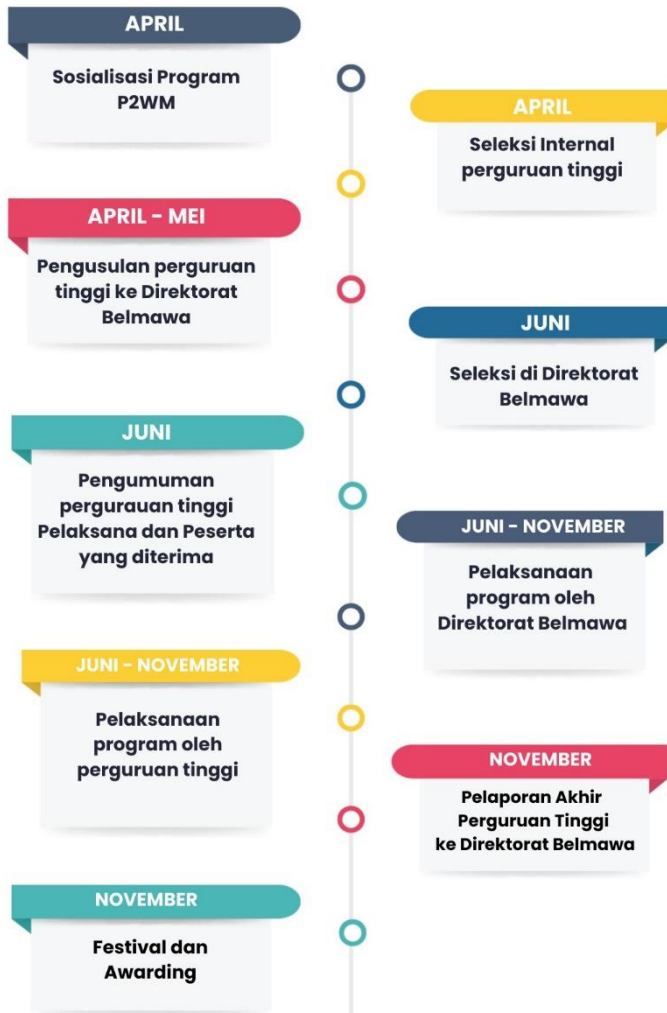 APRIL
Sosialisasi Program
P2WM
APRIL
Seleksi Internal
perguruan tinggi
APRIL - MEI
Pengusulan perguruan
tinggi ke Direktorat
Belmawa
JUNI
Seleksi di Direktorat
Belmawa
JUNI
Pengumuman
pergurauan tinggi
Pelaksana dan Peserta
yang diterima
JUNI - NOVEMBER
Pelaksanaan
program oleh
Direktorat Belmawa
JUNI - NOVEMBER
Pelaksanaan
program oleh
perguruan tinggi
NOVEMBER
Pelaporan Akhir
Perguruan Tinggi
ke Direktorat Belmawa
NOVEMBER
Festival dan
Awarding